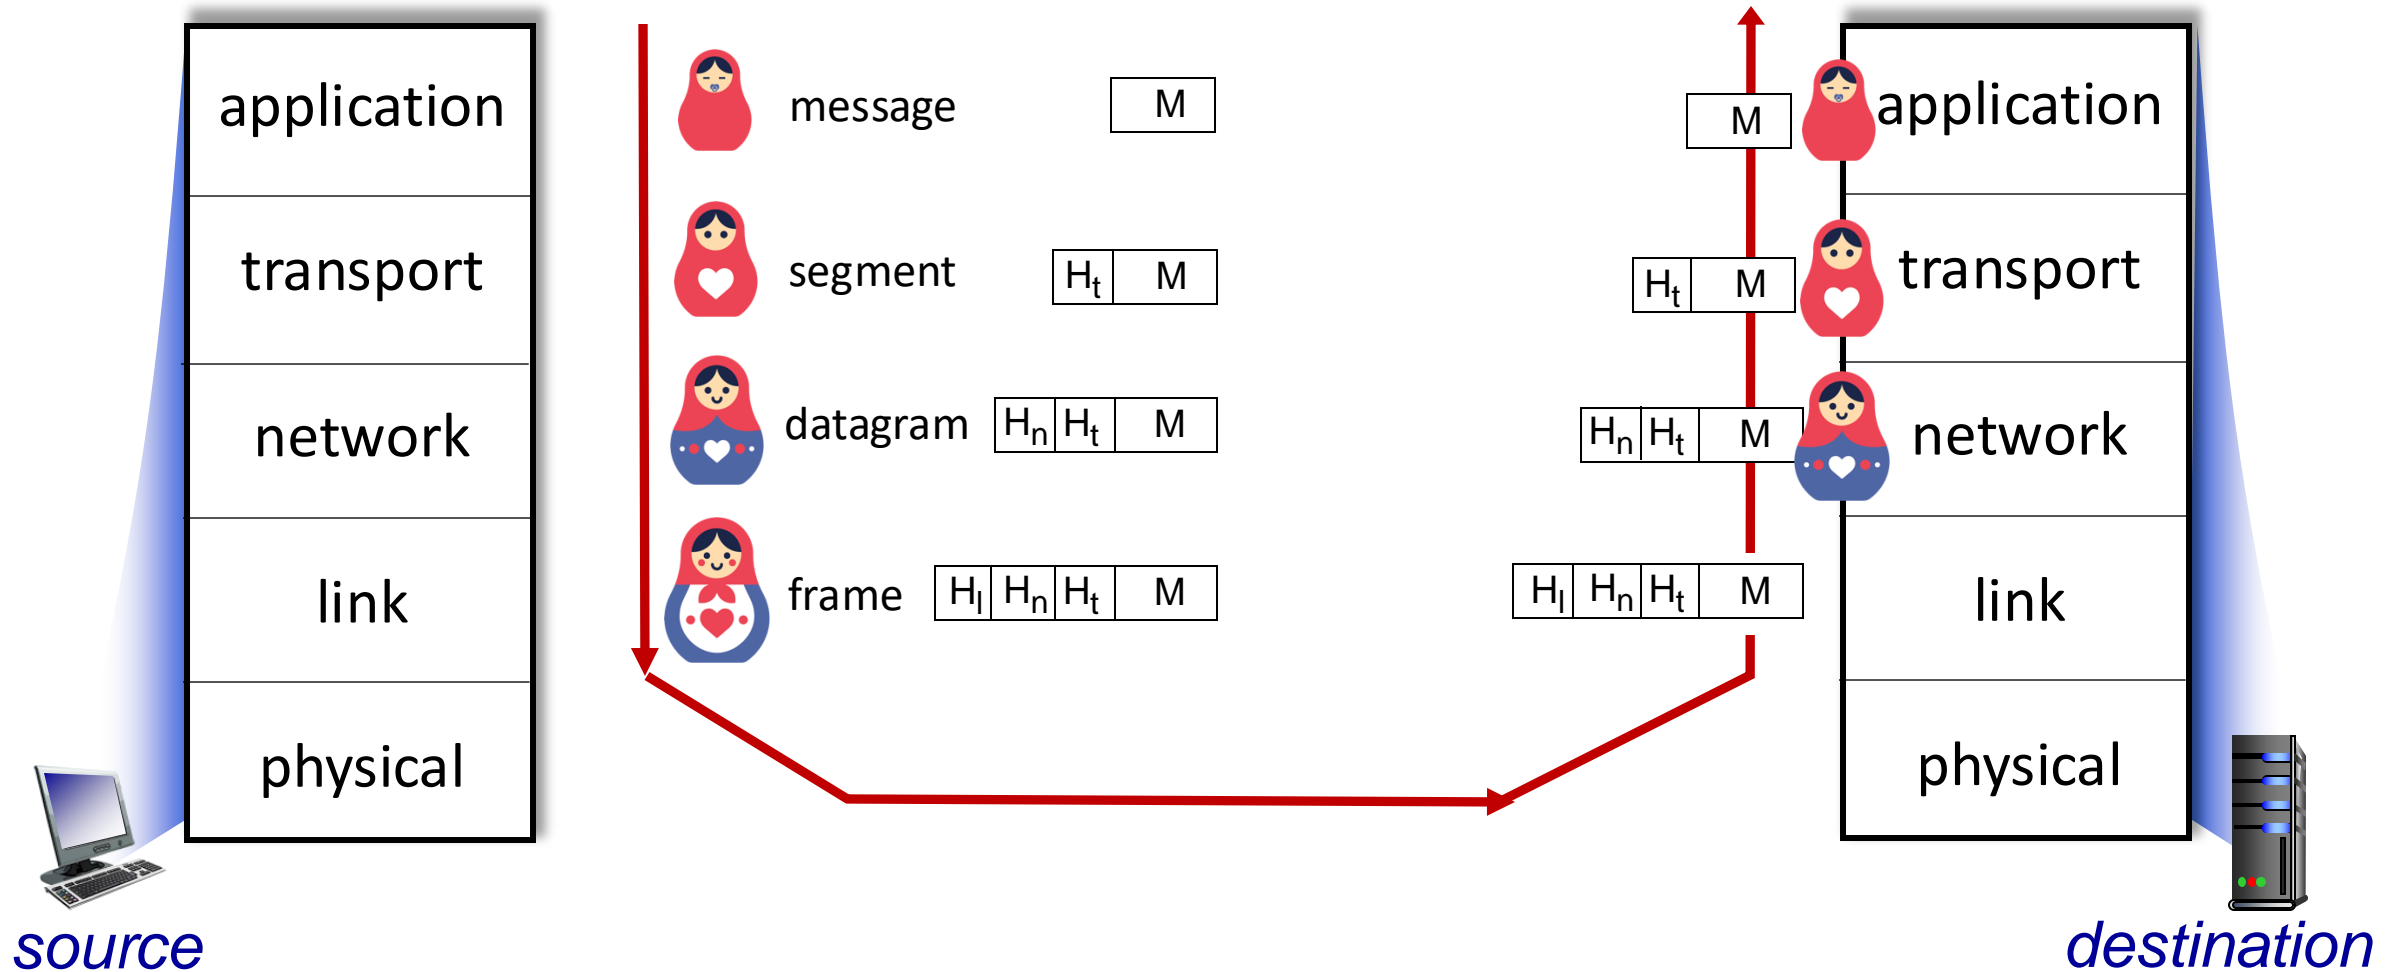 application
message
M
M
application
transport
segment
Ht M
Ht M
transport
network
datagram
Hn Ht M
Hn Ht M
network
link
frame
Hl Hn Ht M
Hl Hn Ht M
link
physical
physical
source
destination